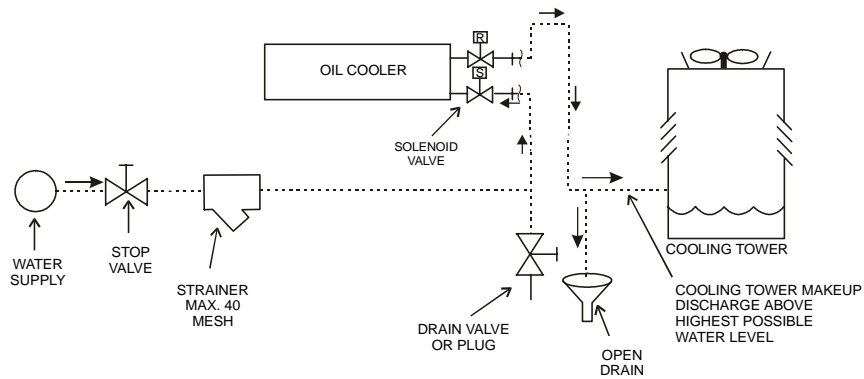 R
OIL COOLER
S
SOLENOID
VALVE
WATER
SUPPLY
STOP
VALVE
STRAINER
MAX. 40
MESH
DRAIN VALVE
OR PLUG
OPEN
DRAIN
COOLING TOWER
COOLING TOWER MAKEUP
DISCHARGE ABOVE
HIGHEST POSSIBLE
WATER LEVEL